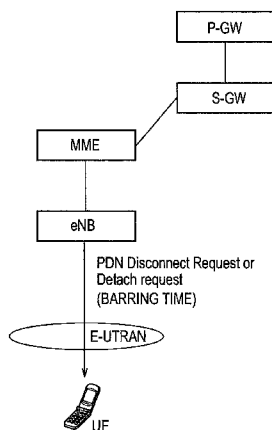 P-GW
S-GW
MME
eNB
PDN Disconnect Request or
Detach request
(BARRING TIME)
E-UTRAN
UE